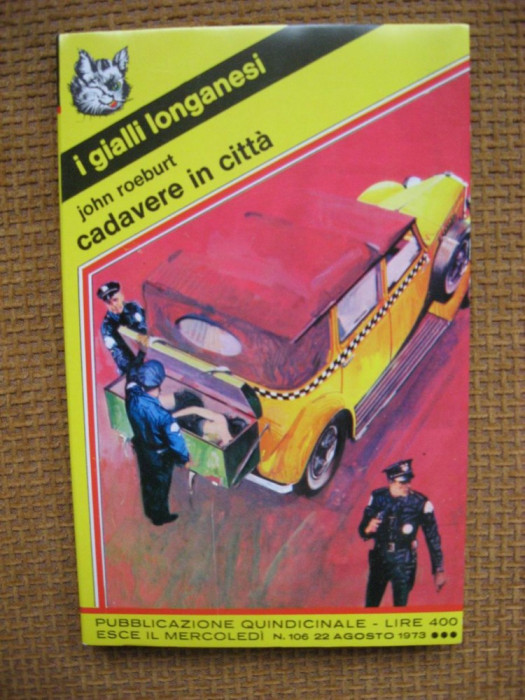 i gialli longanesi
john roeburt
cadavere in città
PUBBLICAZIONE QUINDICINALE - LIRE 400
ESCE IL MERCOLEDÌ N. 106 22 AGOSTO 1973 ●●●